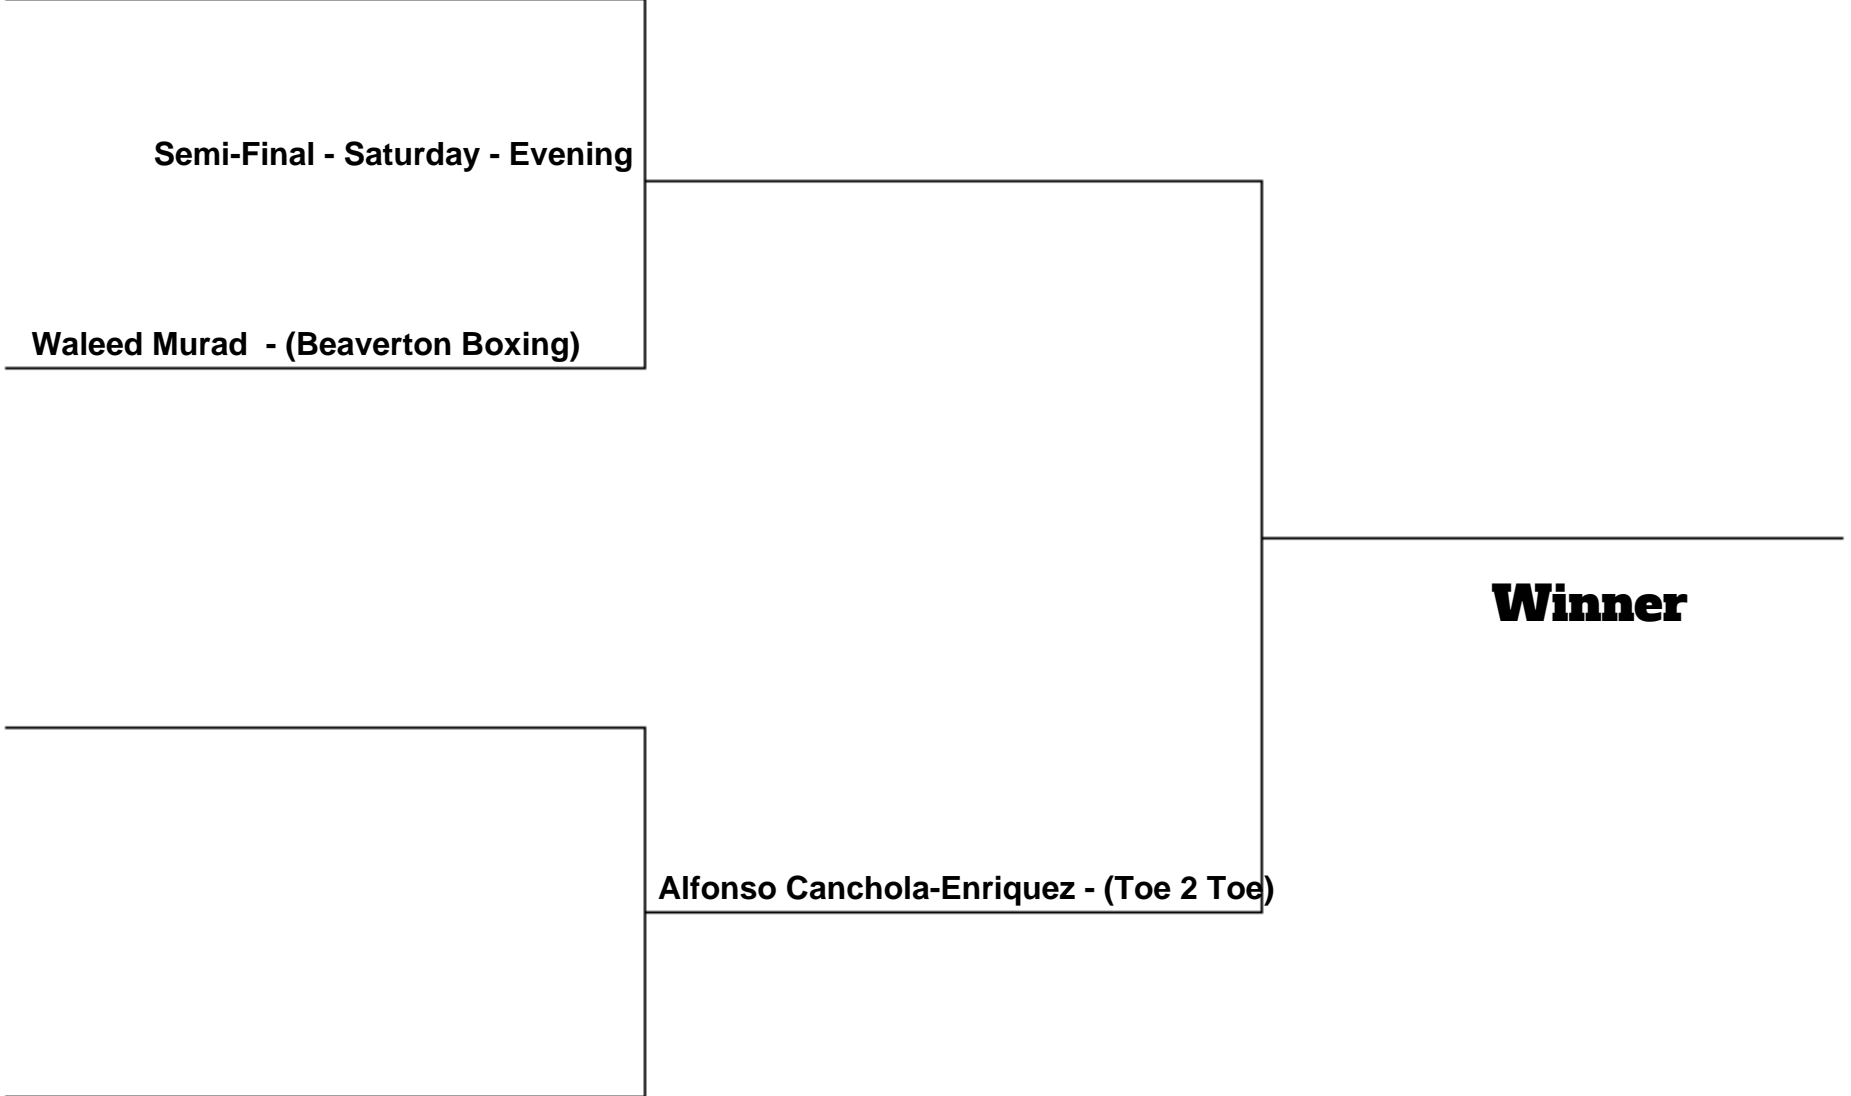 Semi-Final - Saturday - Evening
Waleed Murad  - (Beaverton Boxing)
Winner
Alfonso Canchola-Enriquez - (Toe 2 Toe)